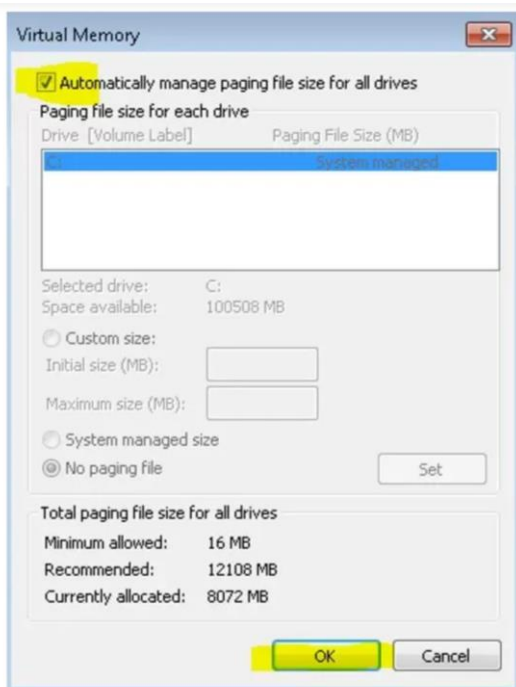 Virtual Memory
Automatically manage paging file size for all drives
Paging file size for each drive
Drive [Volume Label] Paging File Size (MB)
C: System managed
Selected drive: C:
Space available: 100508 MB
Custom size:
Initial size (MB):
Maximum size (MB):
System managed size
No paging file Set
Total paging file size for all drives
Minimum allowed: 16 MB
Recommended: 12108 MB
Currently allocated: 8072 MB
OK Cancel